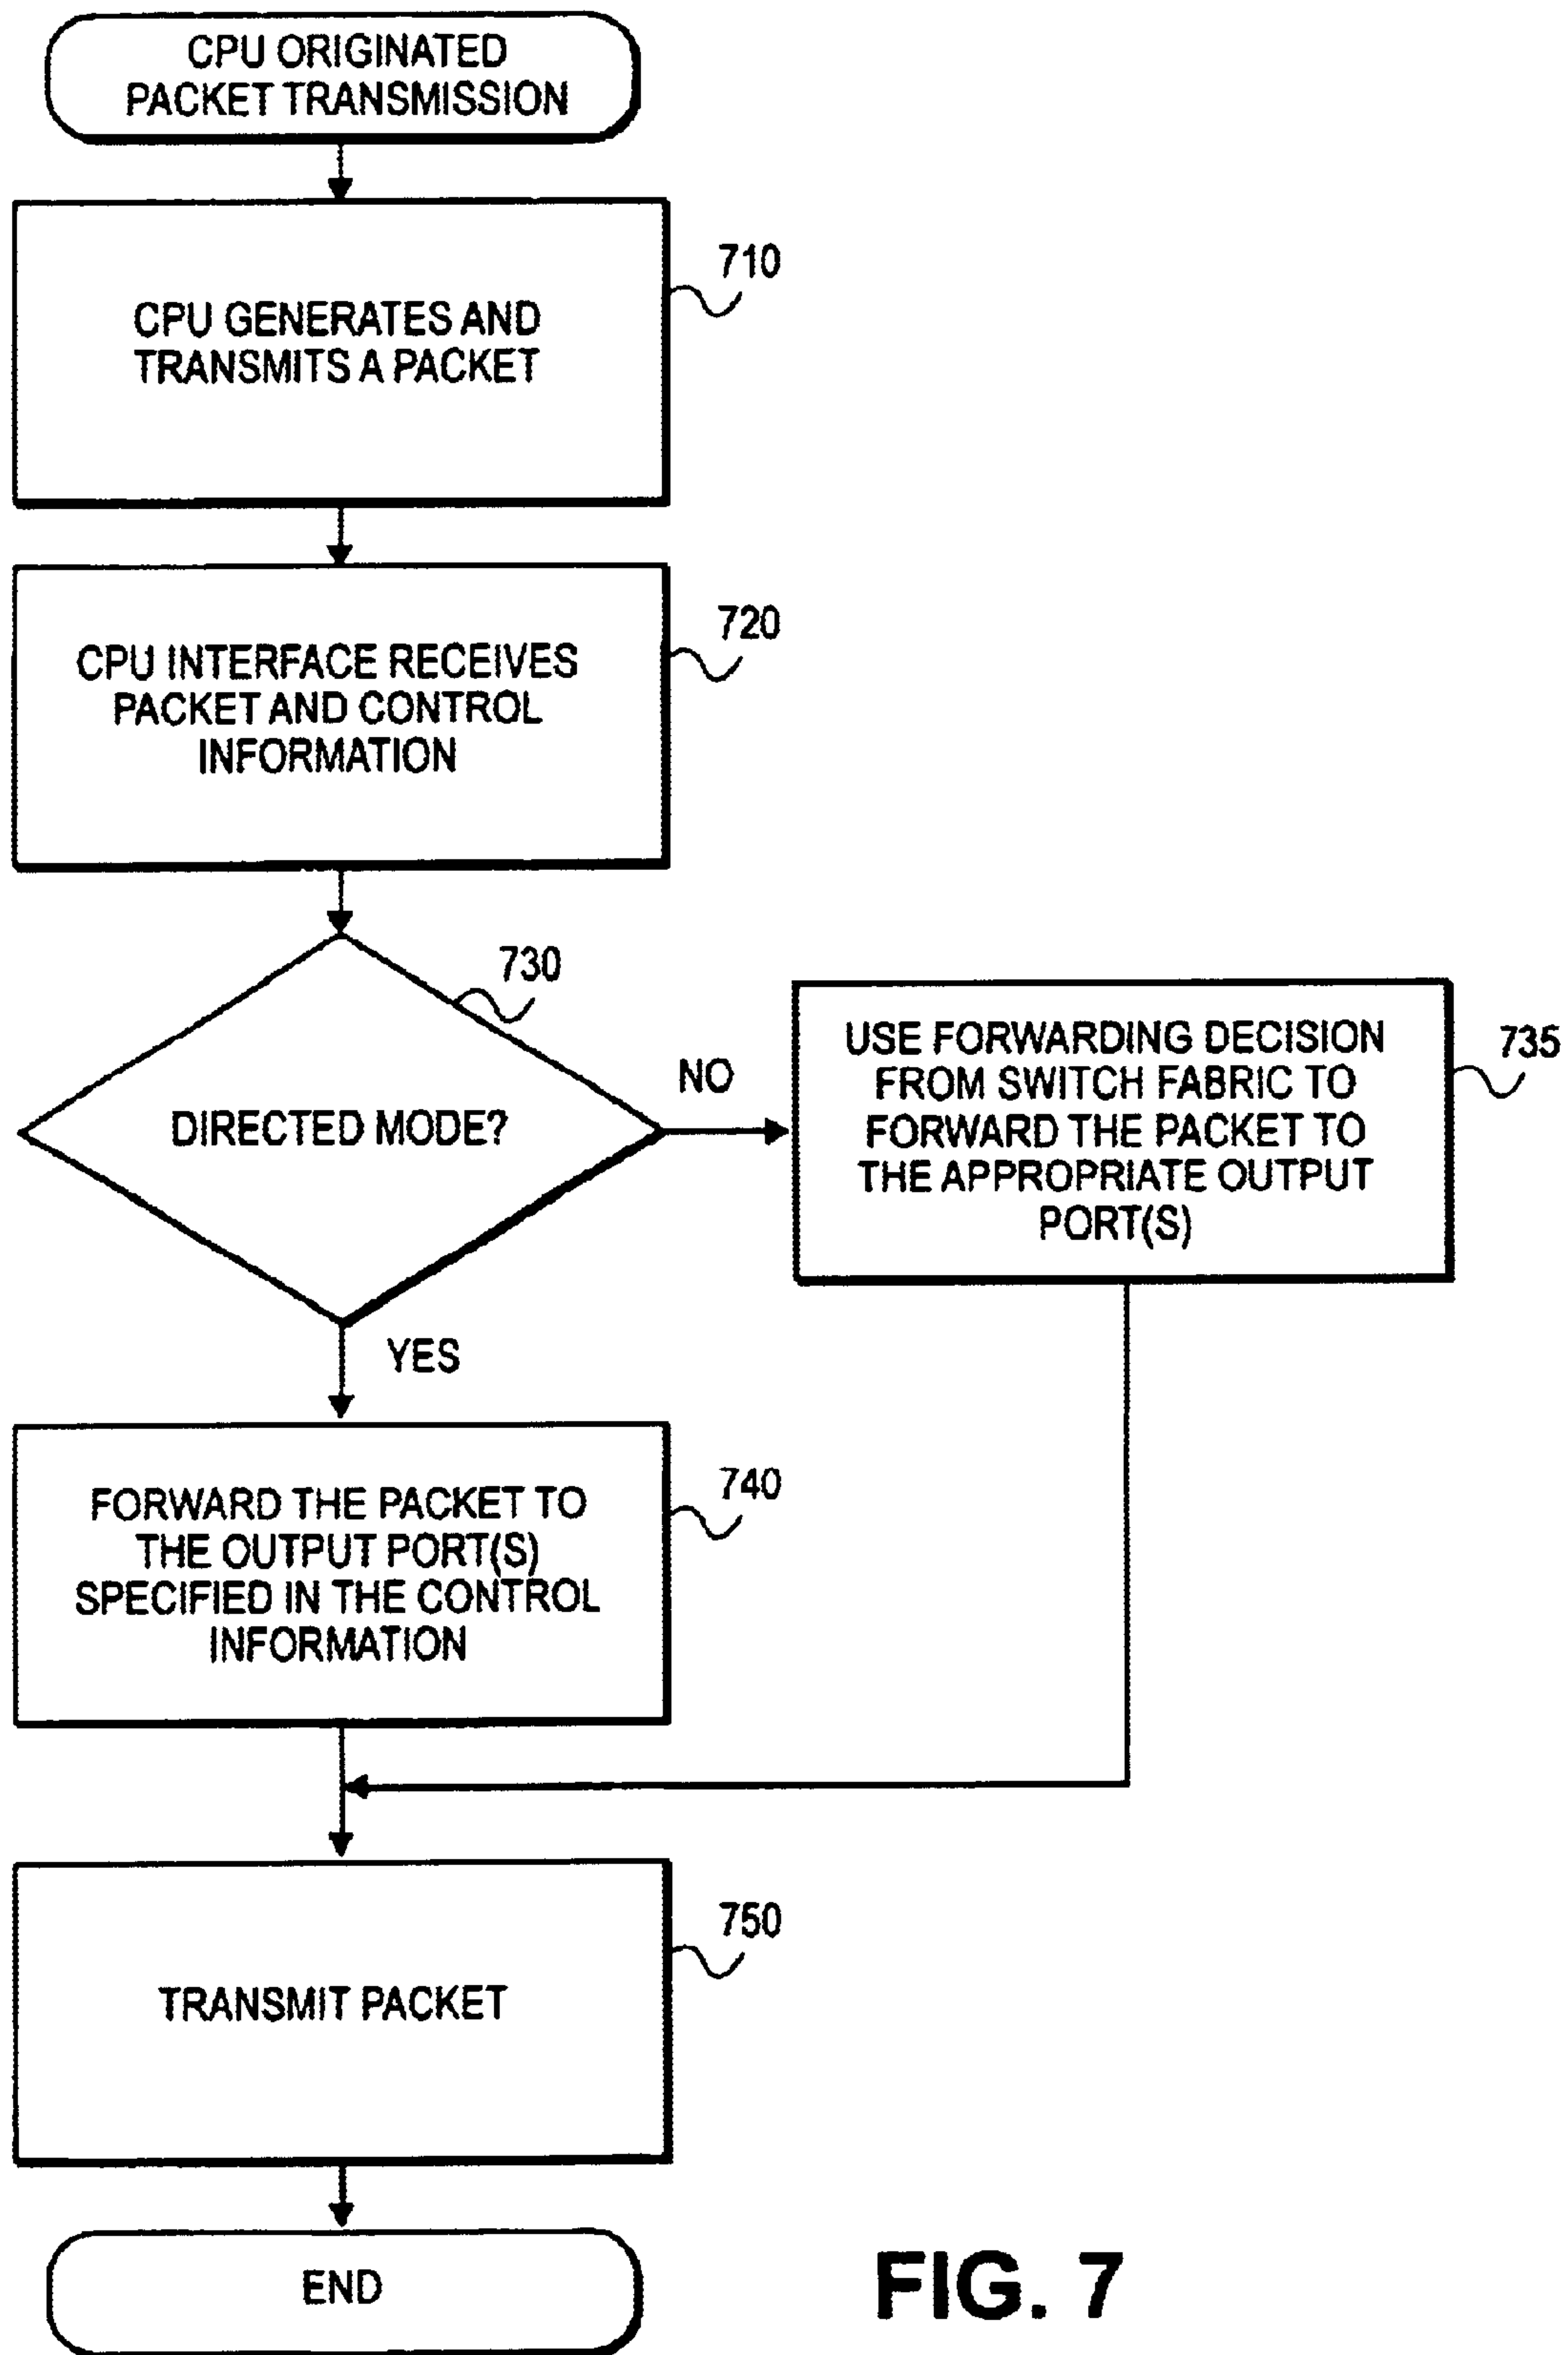 CPU ORIGINATED
PACKET TRANSMISSION
710
CPU GENERATES AND
TRANSMITS A PACKET
720
CPU INTERFACE RECEIVES
PACKET AND CONTROL
INFORMATION
730
DIRECTED MODE?
NO
735
USE FORWARDING DECISION
FROM SWITCH FABRIC TO
FORWARD THE PACKET TO
THE APPROPRIATE OUTPUT
PORT(S)
YES
740
FORWARD THE PACKET TO
THE OUTPUT PORT(S)
SPECIFIED IN THE CONTROL
INFORMATION
750
TRANSMIT PACKET
END
FIG. 7